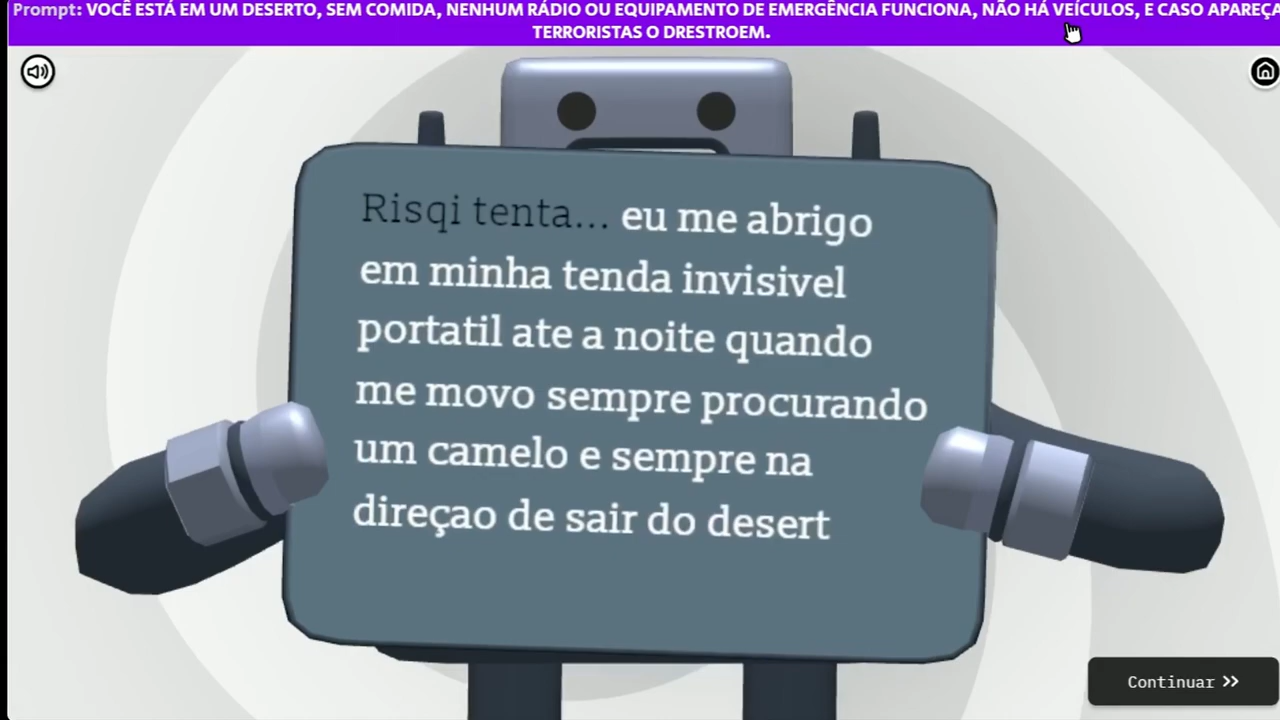 Prompt: VOCÊ ESTÁ EM UM DESERTO, SEM COMIDA, NENHUM RÁDIO OU EQUIPAMENTO DE EMERGÊNCIA FUNCIONA, NÃO HÁ VEÍCULOS, E CASO APAREÇA
TERRORISTAS O DRESTROEM.
Risqi tenta... eu me abrigo
em minha tenda invisivel
portatil ate a noite quando
me movo sempre procurando
um camelo e sempre na
direçao de sair do desert
Continuar >>